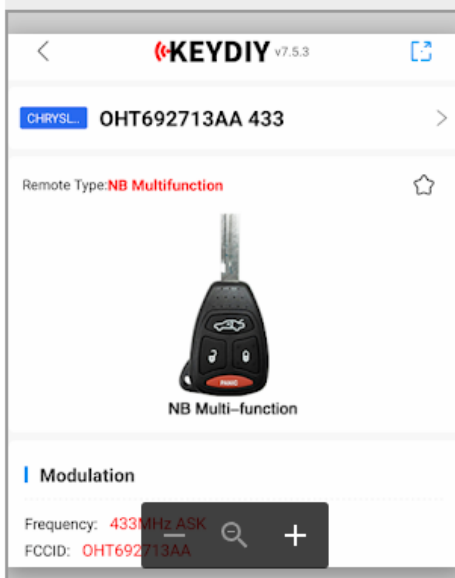 KEYDIY v7.5.3
CHRYSL... OHT692713AA 433
Remote Type:NB Multifunction
PANIC
NB Multi-function
Modulation
Frequency: 433MHz ASK
FCCID: OHT692713AA